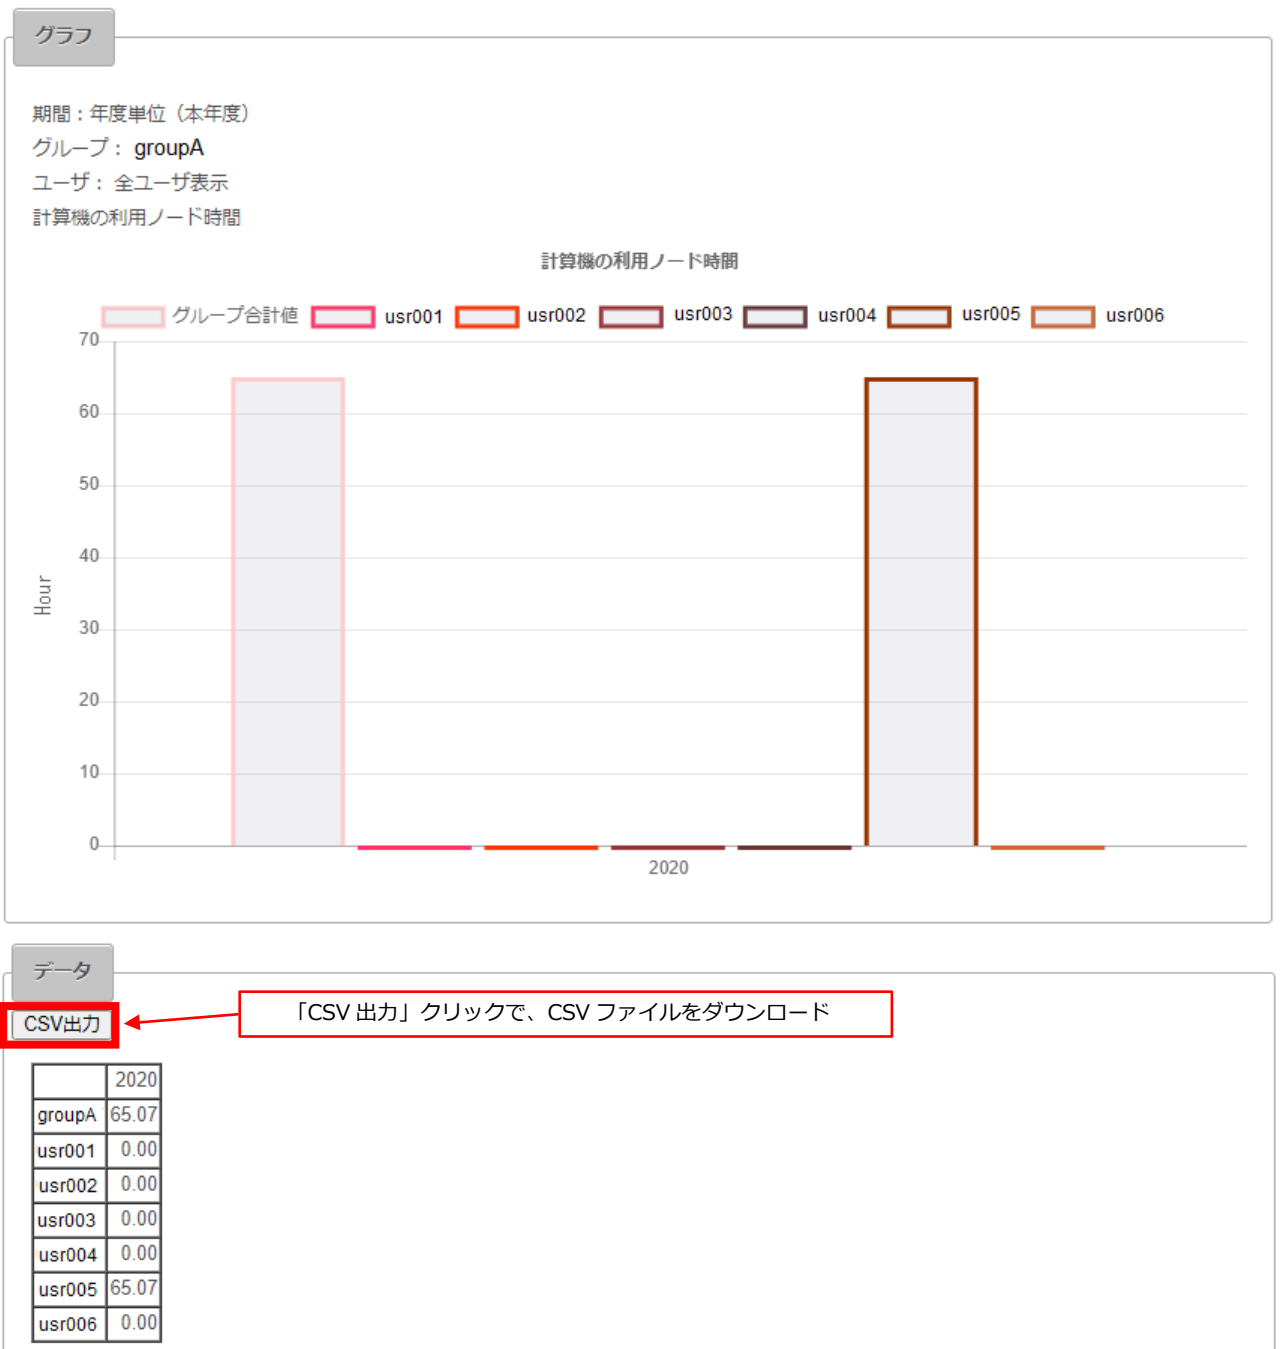 グラフ
期間：年度単位（本年度）
グループ： groupA
ユーザ： 全ユーザ表示
計算機の利用ノード時間
計算機の利用ノード時間
グループ合計値 usr001 usr002 usr003 usr004 usr005 usr006
70
60
50
40
30
20
10
0
Hour
2020
データ
CSV出力
「CSV 出力」クリックで、CSV ファイルをダウンロード
2020
groupA 65.07
usr001 0.00
usr002 0.00
usr003 0.00
usr004 0.00
usr005 65.07
usr006 0.00